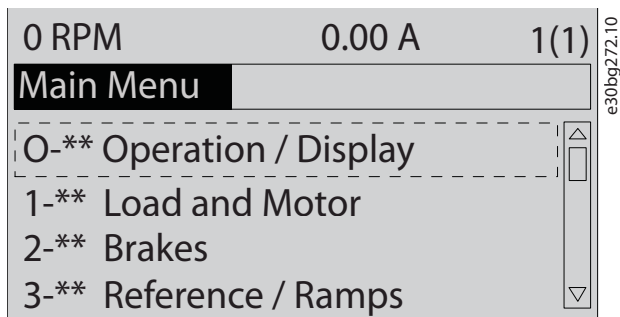 0 RPM 0.00 A 1(1)
Main Menu
O-** Operation / Display
1-** Load and Motor
2-** Brakes
3-** Reference / Ramps
e30bg272.10